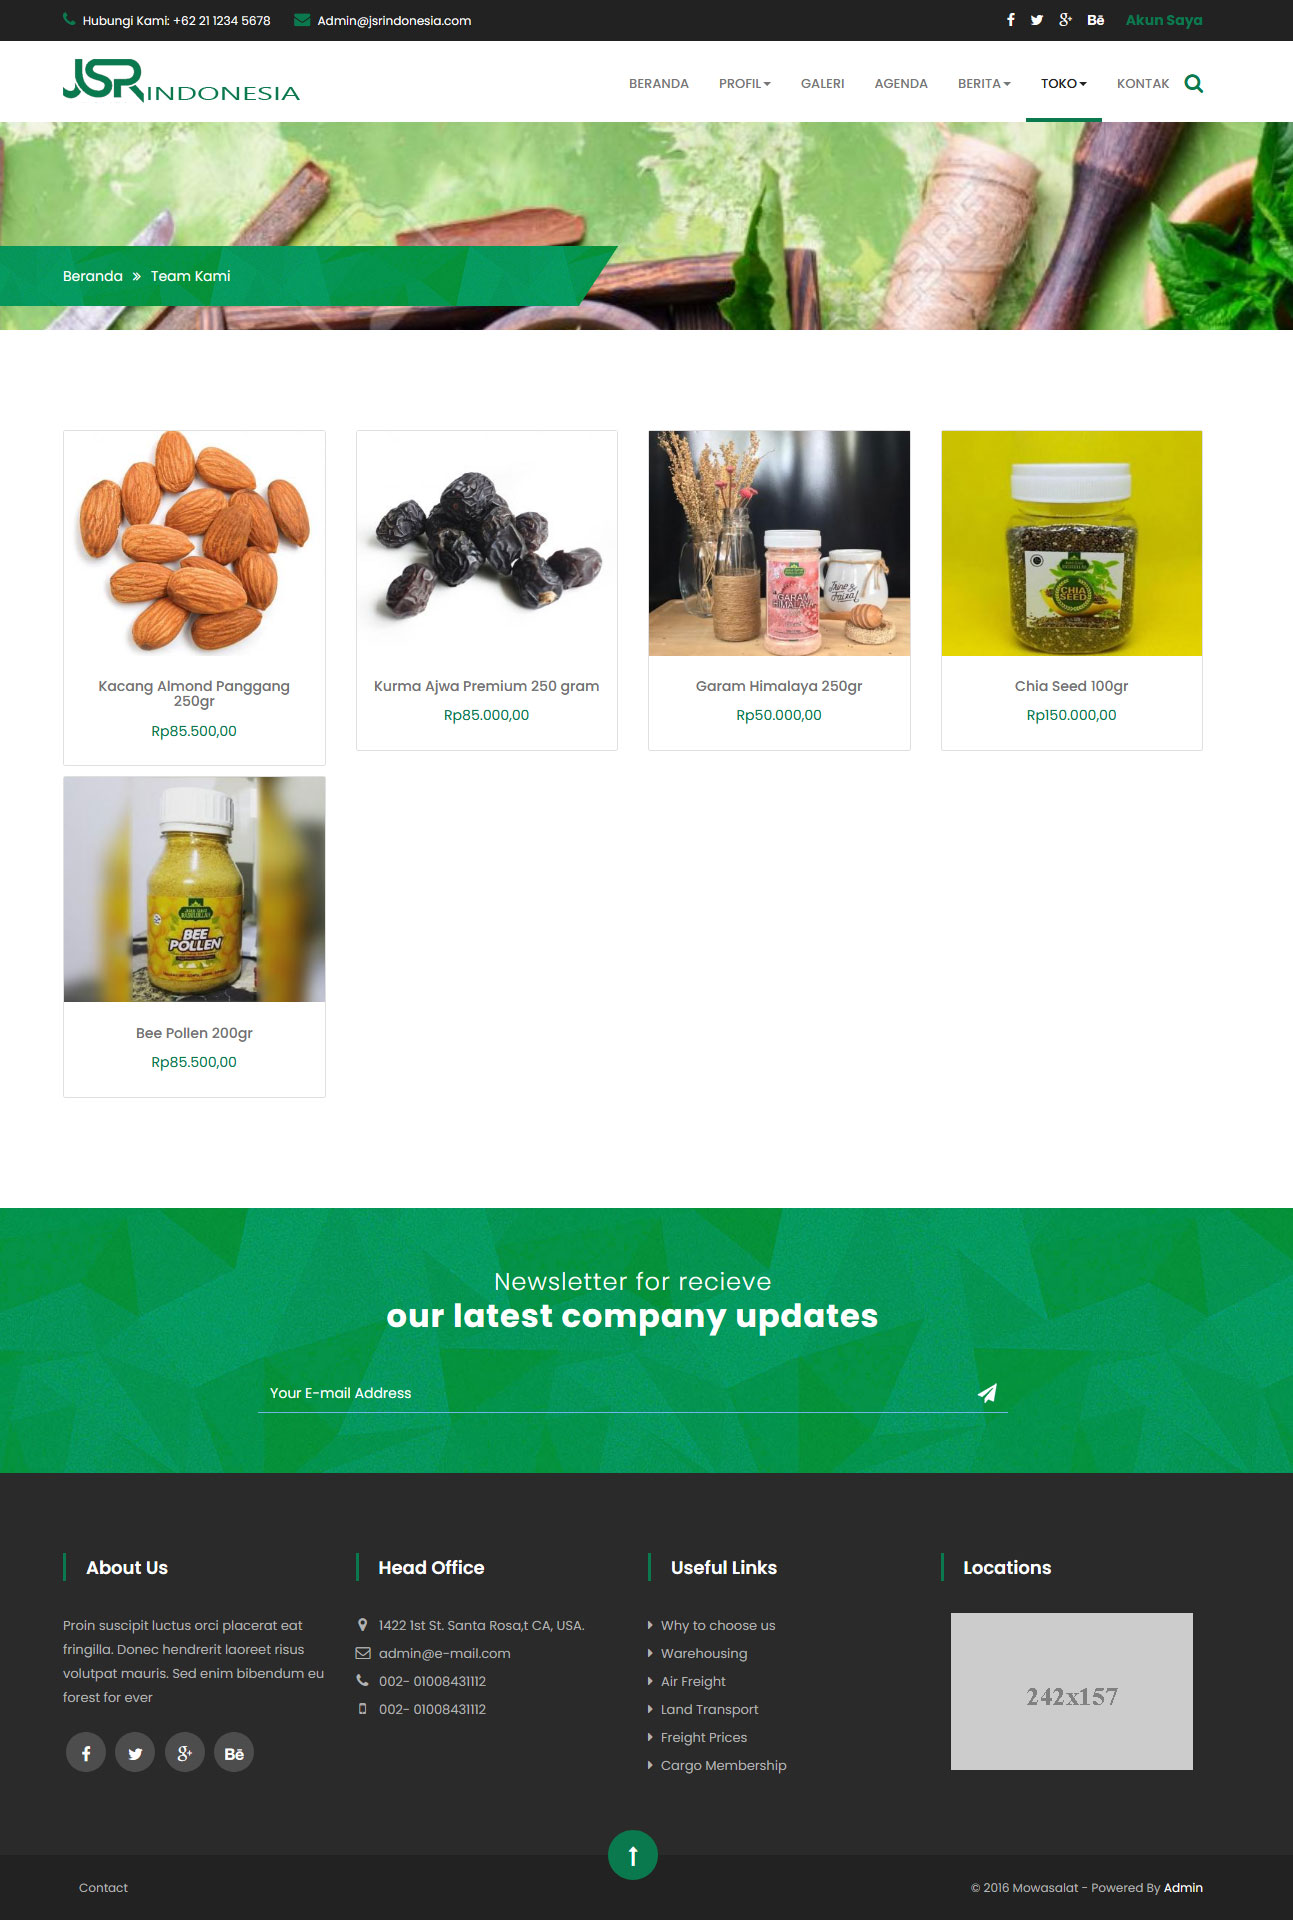 Hubungi Kami: +62 21 1234 5678
Admin@jsrindonesia.com
Akun Saya
JSR INDONESIA
BERANDA
PROFIL
GALERI
AGENDA
BERITA
TOKO
KONTAK
Beranda » Team Kami
GARAM
HIMALAYA
CHIA
SEED
Kacang Almond Panggang
250gr
Rp85.500,00
Kurma Ajwa Premium 250 gram
Rp85.000,00
Garam Himalaya 250gr
Rp50.000,00
Chia Seed 100gr
Rp150.000,00
BEE
POLLEN
Bee Pollen 200gr
Rp85.500,00
Newsletter for recieve
our latest company updates
Your E-mail Address
About Us
Proin suscipit luctus orci placerat eat
fringilla. Donec hendrerit laoreet risus
volutpat mauris. Sed enim bibendum eu
forest for ever
Head Office
1422 1st St. Santa Rosa,t CA, USA.
admin@e-mail.com
002- 01008431112
002- 01008431112
Useful Links
Why to choose us
Warehousing
Air Freight
Land Transport
Freight Prices
Cargo Membership
Locations
242x157
Contact
© 2016 Mowasalat - Powered By Admin